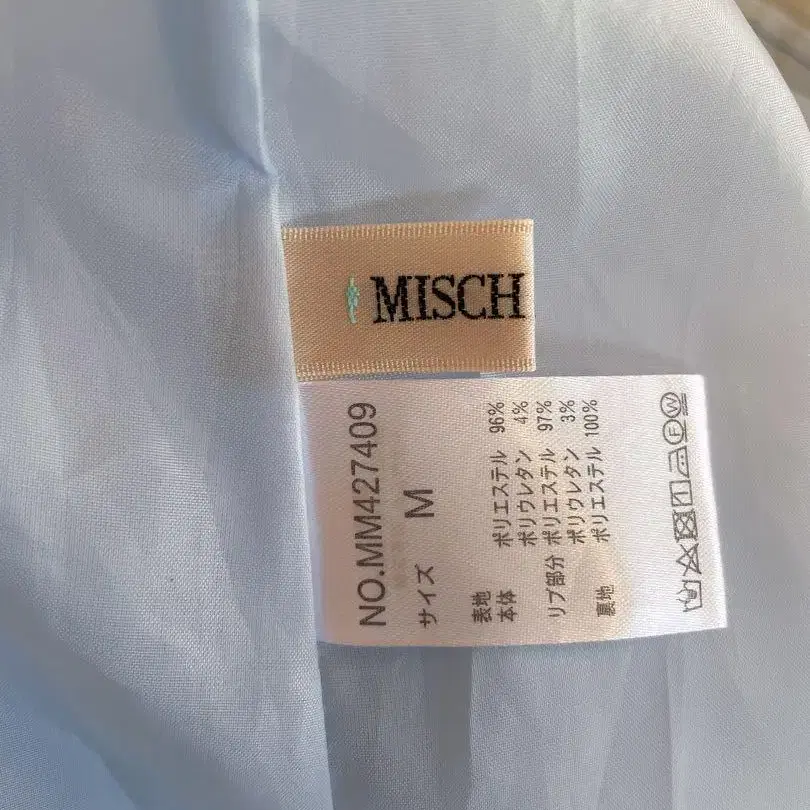 MISCH
NO.MM427409
サイズ M
表地
本体 ポリエステル 96%
ポリウレタン 4%
リブ部分 ポリエステル 97%
ポリウレタン 3%
裏地 ポリエステル 100%
F W